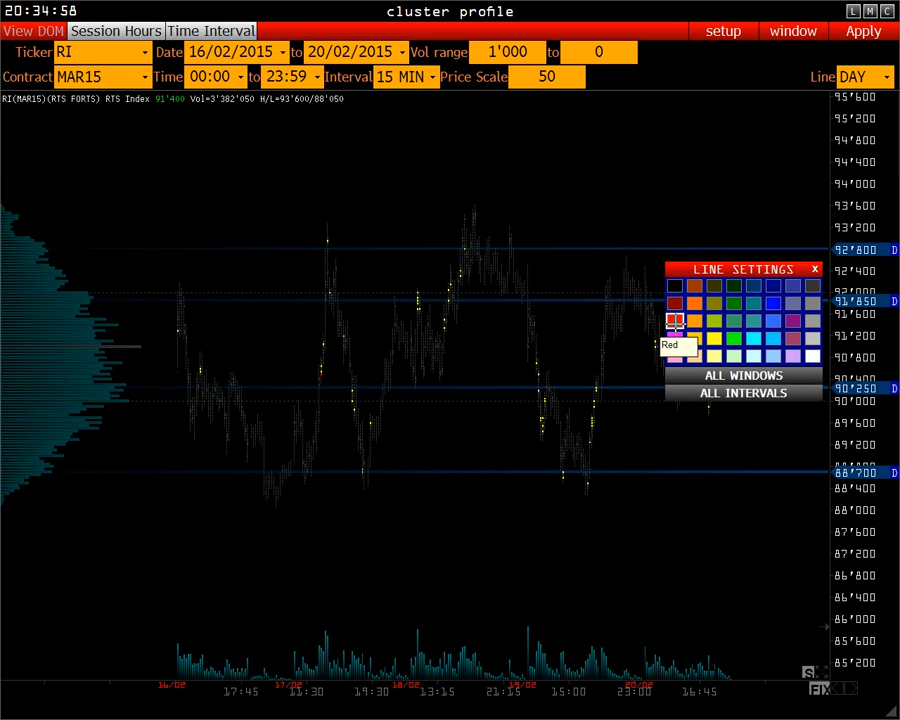 20:34:58 cluster profile L M C
View DOM Session Hours Time Interval setup window Apply
Ticker RI Date 16/02/2015 to 20/02/2015 Vol range 1'000 to 0
Contract MAR15 Time 00:00 to 23:59 Interval 15 MIN Price Scale 50 Line DAY
RI(MAR15)(RTS FORTS) RTS Index 91'400 Vol=3'382'050 H/L=93'600/88'050
95'600
95'200
94'800
94'400
94'000
93'600
93'200
92'800 D
92'400
LINE SETTINGS x
92'000
91'850 D
91'600
91'200
Red
90'800
90'400
ALL WINDOWS
90'250 D
ALL INTERVALS
90'000
89'600
89'200
88'700 D
88'400
88'000
87'600
87'200
86'800
86'400
86'000
85'600
85'200
S
FIX
16/02 17/02 18/02 19/02 20/02
17:45 11:30 19:30 13:15 21:15 15:00 23:00 16:45